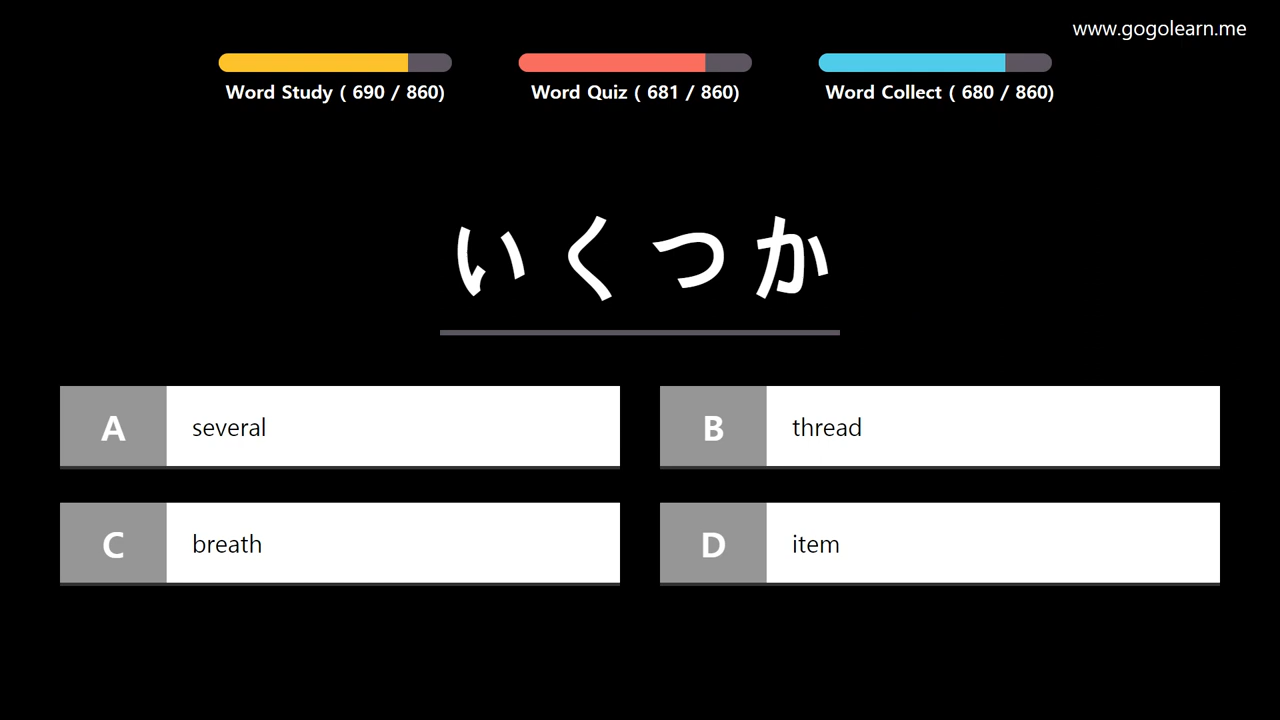 www.gogolearn.me
Word Study ( 690 / 860)
Word Quiz ( 681 / 860)
Word Collect ( 680 / 860)
いくつか
A several
B thread
C breath
D item